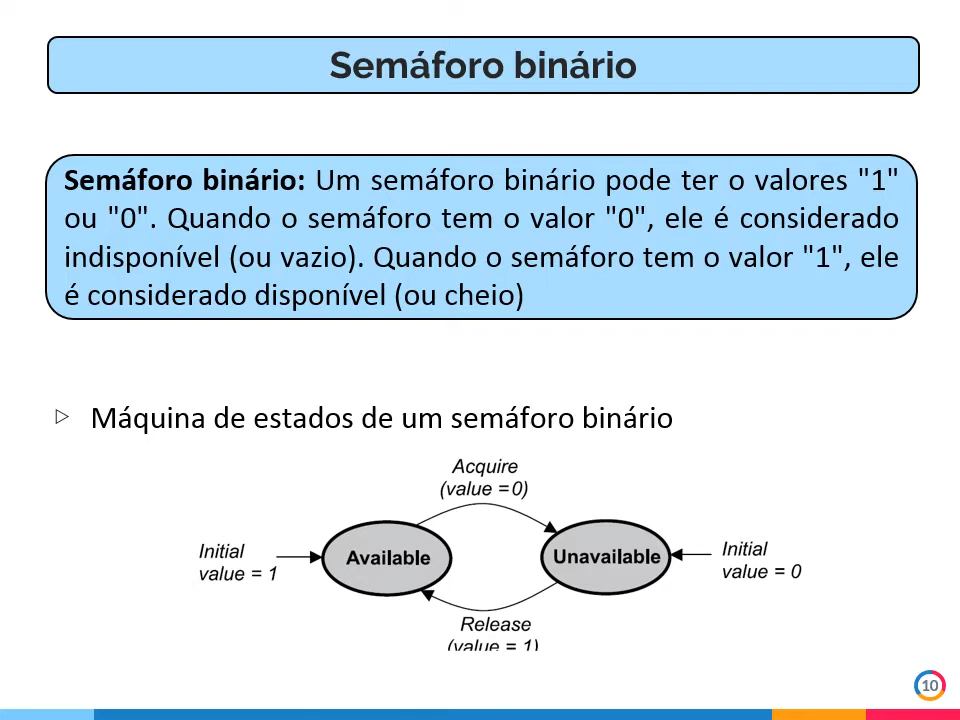 Semáforo binário
Semáforo binário: Um semáforo binário pode ter o valores "1"
ou "0". Quando o semáforo tem o valor "0", ele é considerado
indisponível (ou vazio). Quando o semáforo tem o valor "1", ele
é considerado disponível (ou cheio)
Máquina de estados de um semáforo binário
Acquire
(value = 0)
Initial
value = 1
Available
Unavailable
Initial
value = 0
Release
(value = 1)
10